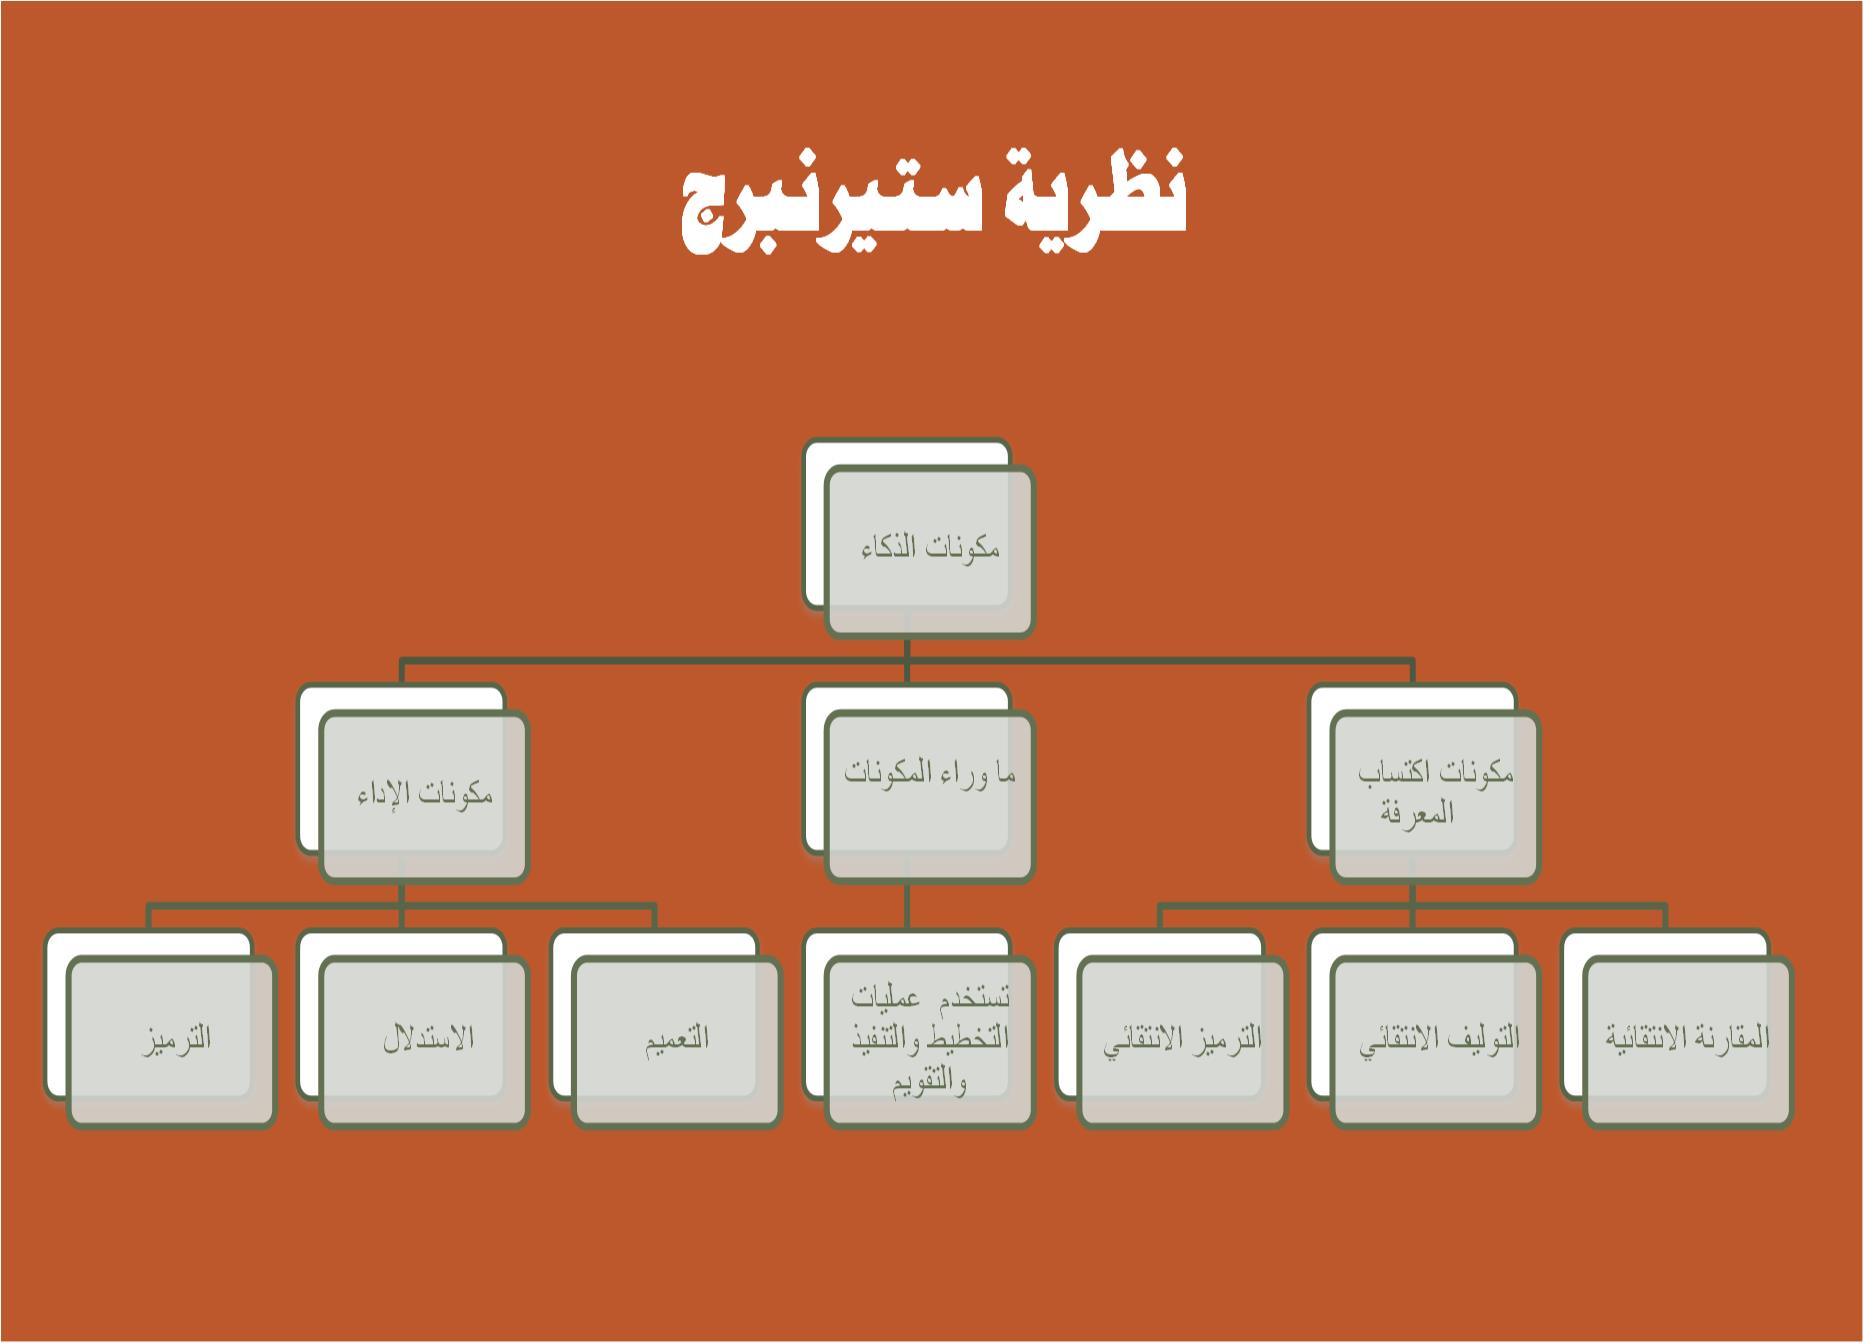 نظرية ستيرنبرج
مكونات الذكاء
مكونات اكتساب
المعرفة
ما وراء المكونات
مكونات الإداء
المقارنة الانتقائية
التوليف الانتقائي
الترميز الانتقائي
تستخدم عمليات
التخطيط والتنفيذ
والتقويم
التعميم
الاستدلال
الترميز